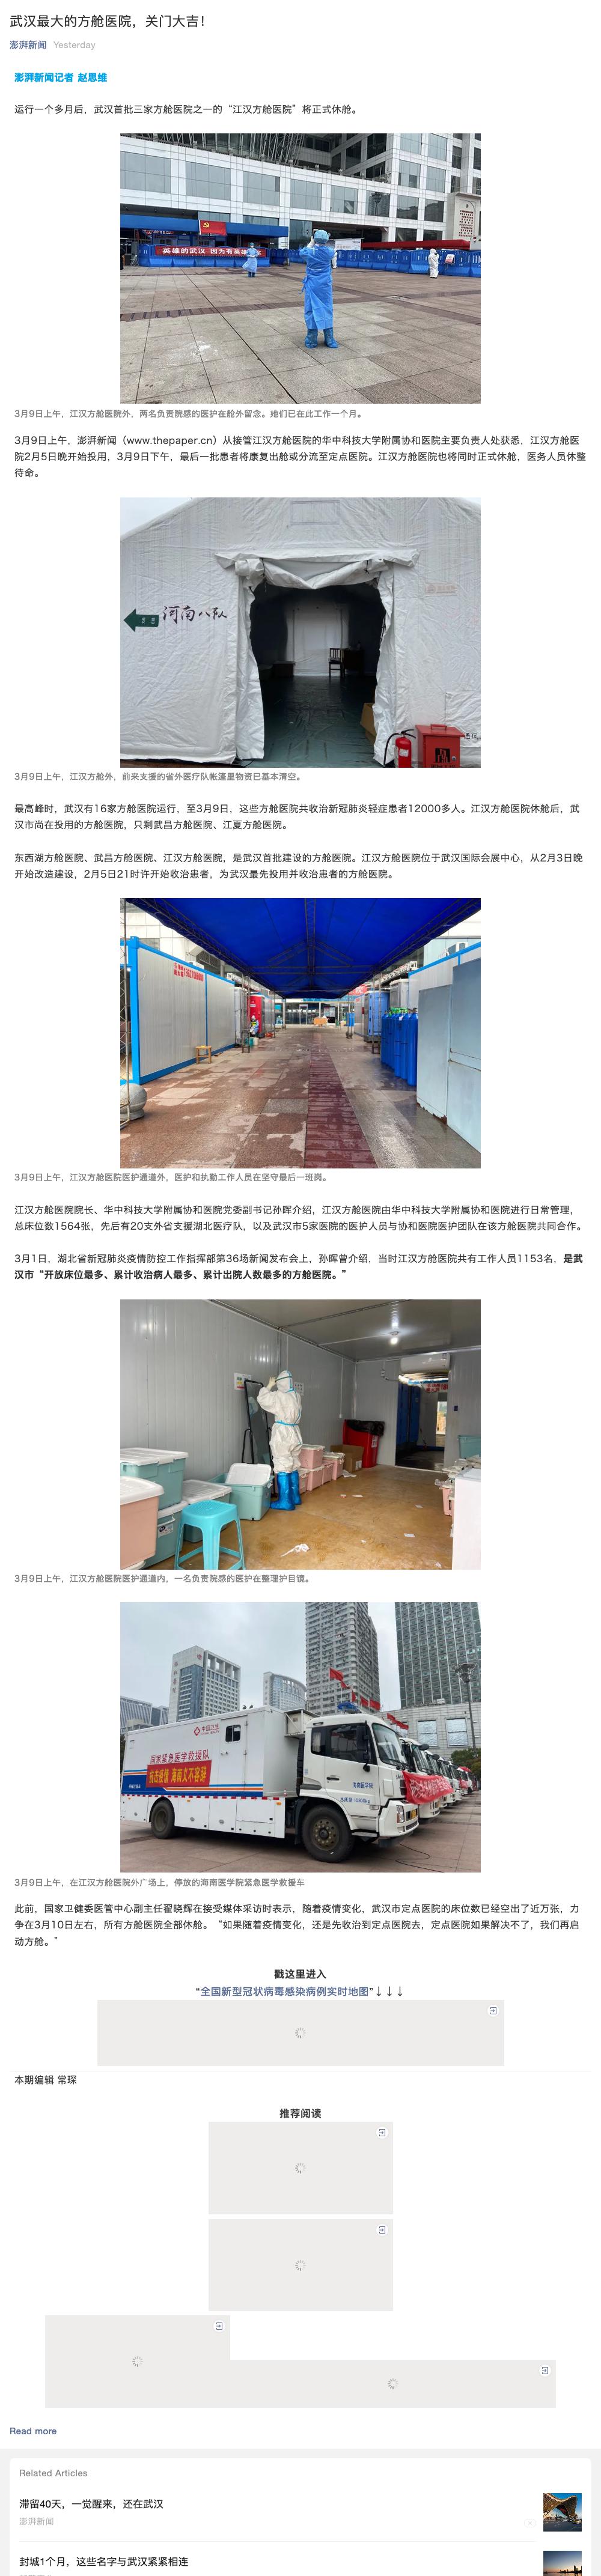 武汉最大的方舱医院，关门大吉！
澎湃新闻 Yesterday
澎湃新闻记者 赵思维
运行一个多月后，武汉首批三家方舱医院之一的“江汉方舱医院”将正式休舱。
英雄的武汉 因为有英雄
3月9日上午，江汉方舱医院外，两名负责院感的医护在舱外留念。她们已在此工作一个月。
3月9日上午，澎湃新闻（www.thepaper.cn）从接管江汉方舱医院的华中科技大学附属协和医院主要负责人处获悉，江汉方舱医
院2月5日晚开始投用，3月9日下午，最后一批患者将康复出舱或分流至定点医院。江汉方舱医院也将同时正式休舱，医务人员休整
待命。
河南八队
3月9日上午，江汉方舱外，前来支援的省外医疗队帐篷里物资已基本清空。
最高峰时，武汉有16家方舱医院运行，至3月9日，这些方舱医院共收治新冠肺炎轻症患者12000多人。江汉方舱医院休舱后，武
汉市尚在投用的方舱医院，只剩武昌方舱医院、江夏方舱医院。
东西湖方舱医院、武昌方舱医院、江汉方舱医院，是武汉首批建设的方舱医院。江汉方舱医院位于武汉国际会展中心，从2月3日晚
开始改造建设，2月5日21时许开始收治患者，为武汉最先投用并收治患者的方舱医院。
3月9日上午，江汉方舱医院医护通道外，医护和执勤工作人员在坚守最后一班岗。
江汉方舱医院院长、华中科技大学附属协和医院党委副书记孙晖介绍，江汉方舱医院由华中科技大学附属协和医院进行日常管理，
总床位数1564张，先后有20支外省支援湖北医疗队，以及武汉市5家医院的医护人员与协和医院医护团队在该方舱医院共同合作。
3月1日，湖北省新冠肺炎疫情防控工作指挥部第36场新闻发布会上，孙晖曾介绍，当时江汉方舱医院共有工作人员1153名，是武
汉市“开放床位最多、累计收治病人最多、累计出院人数最多的方舱医院。”
3月9日上午，江汉方舱医院医护通道内，一名负责院感的医护在整理护目镜。
中国卫生
国家紧急医学救援队
抗击疫情 海南义不容辞
3月9日上午，在江汉方舱医院外广场上，停放的海南医学院紧急医学救援车
此前，国家卫健委医管中心副主任翟晓辉在接受媒体采访时表示，随着疫情变化，武汉市定点医院的床位数已经空出了近万张，力
争在3月10日左右，所有方舱医院全部休舱。“如果随着疫情变化，还是先收治到定点医院去，定点医院如果解决不了，我们再启
动方舱。”
戳这里进入
“全国新型冠状病毒感染病例实时地图”↓↓↓
本期编辑 常琛
推荐阅读
Read more
Related Articles
滞留40天，一觉醒来，还在武汉
澎湃新闻
封城1个月，这些名字与武汉紧紧相连